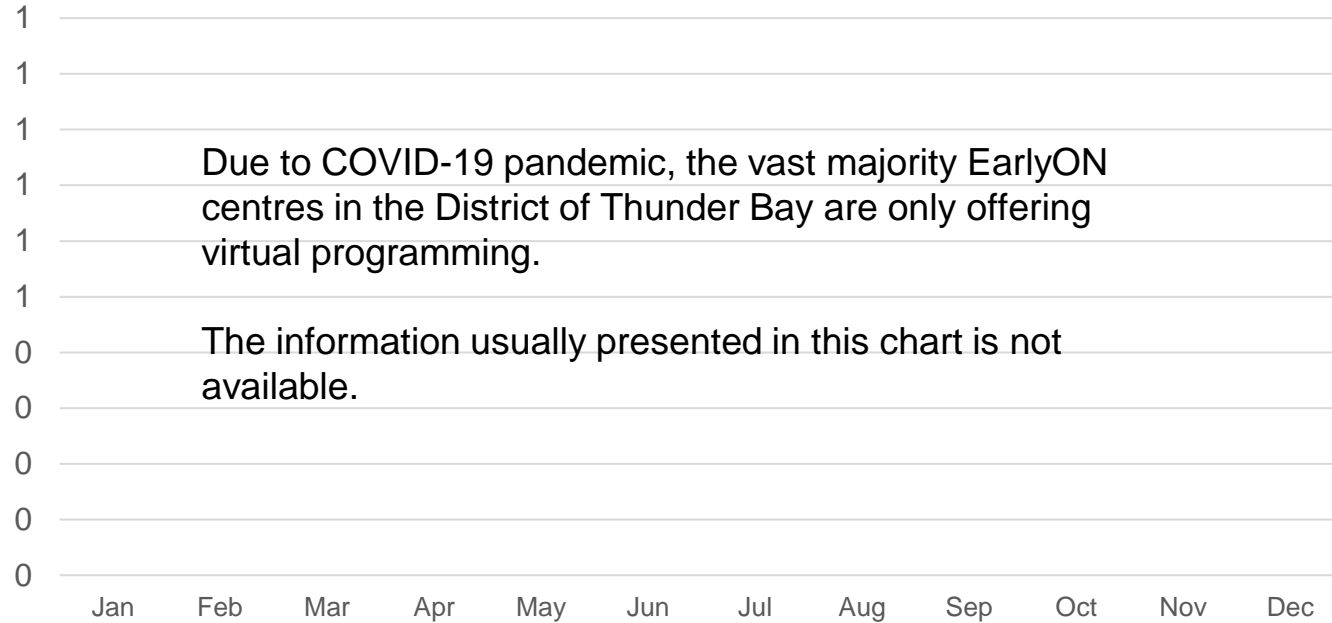 1
1
1
1
1
1
0
0
0
0
0
Due to COVID-19 pandemic, the vast majority EarlyON
centres in the District of Thunder Bay are only offering
virtual programming.
The information usually presented in this chart is not
available.
Jan Feb Mar Apr May Jun Jul Aug Sep Oct Nov Dec